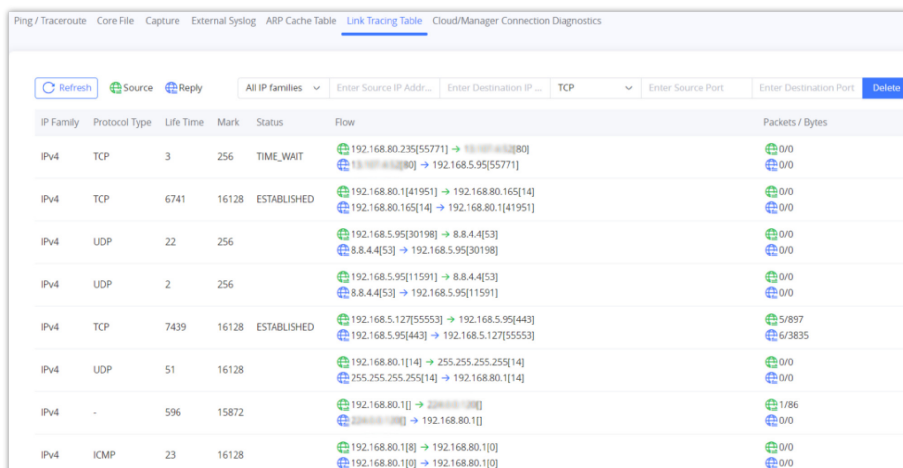 Ping / Traceroute Core File Capture External Syslog ARP Cache Table Link Tracing Table Cloud/Manager Connection Diagnostics
Refresh Source Reply All IP families Enter Source IP Addr... Enter Destination IP ... TCP Enter Source Port Enter Destination Port Delete
IP Family Protocol Type Life Time Mark Status Flow Packets / Bytes
192.168.80.235[55771] → [80] 0/0
IPv4 TCP 3 256 TIME_WAIT
[80] → 192.168.5.95[55771] 0/0
192.168.80.1[41951] → 192.168.80.165[14] 0/0
IPv4 TCP 6741 16128 ESTABLISHED
192.168.80.165[14] → 192.168.80.1[41951] 0/0
192.168.5.95[30198] → 8.8.4.4[53] 0/0
IPv4 UDP 22 256
8.8.4.4[53] → 192.168.5.95[30198] 0/0
192.168.5.95[11591] → 8.8.4.4[53] 0/0
IPv4 UDP 2 256
8.8.4.4[53] → 192.168.5.95[11591] 0/0
192.168.5.127[55553] → 192.168.5.95[443] 5/897
IPv4 TCP 7439 16128 ESTABLISHED
192.168.5.95[443] → 192.168.5.127[55553] 6/3835
192.168.80.1[14] → 255.255.255.255[14] 0/0
IPv4 UDP 51 16128
255.255.255.255[14] → 192.168.80.1[14] 0/0
192.168.80.1[] → [] 1/86
IPv4 - 596 15872
[] → 192.168.80.1[] 0/0
192.168.80.1[8] → 192.168.80.1[0] 0/0
IPv4 ICMP 23 16128
192.168.80.1[0] → 192.168.80.1[0] 0/0